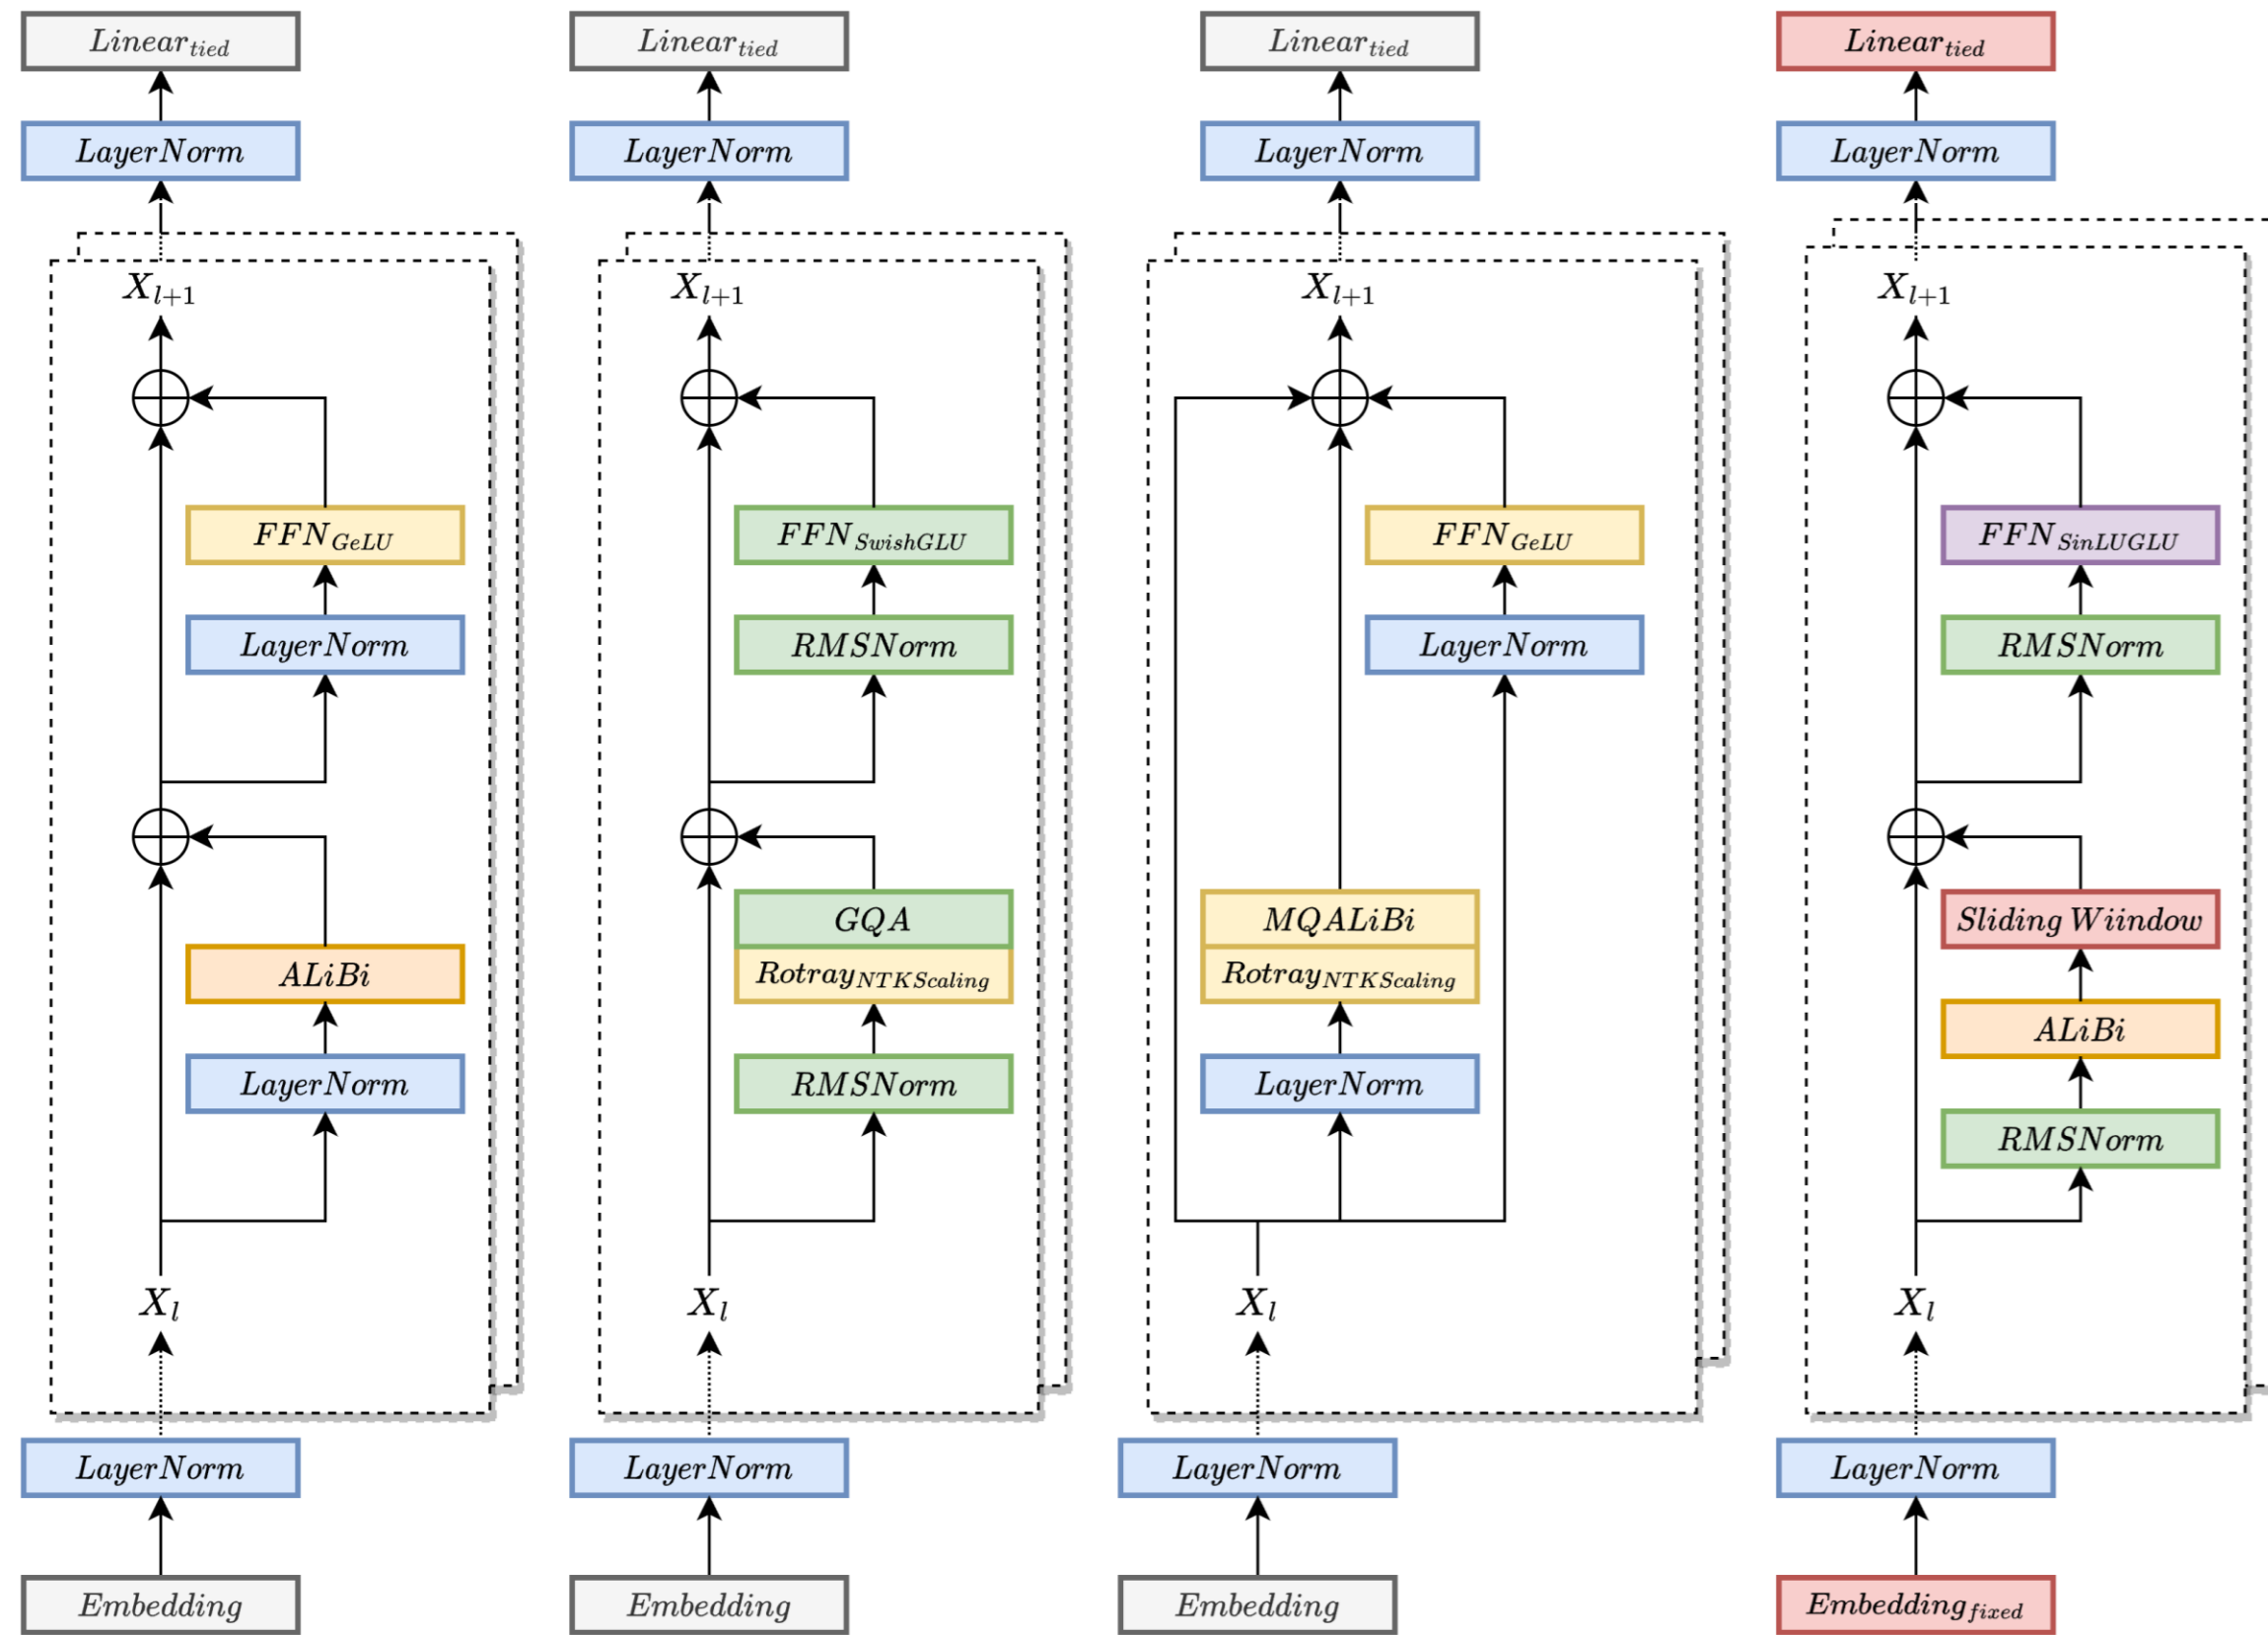 Linear_tied
LayerNorm
X_{l+1}
FFN_GeLU
LayerNorm
ALiBi
LayerNorm
X_l
LayerNorm
Embedding
Linear_tied
LayerNorm
X_{l+1}
FFN_SwishGLU
RMSNorm
GQA
Rotray_NTKScaling
RMSNorm
X_l
LayerNorm
Embedding
Linear_tied
LayerNorm
X_{l+1}
FFN_GeLU
LayerNorm
MQALiBi
Rotray_NTKScaling
LayerNorm
X_l
LayerNorm
Embedding
Linear_tied
LayerNorm
X_{l+1}
FFN_SinLUGLU
RMSNorm
Sliding Wiindow
ALiBi
RMSNorm
X_l
LayerNorm
Embedding_fixed